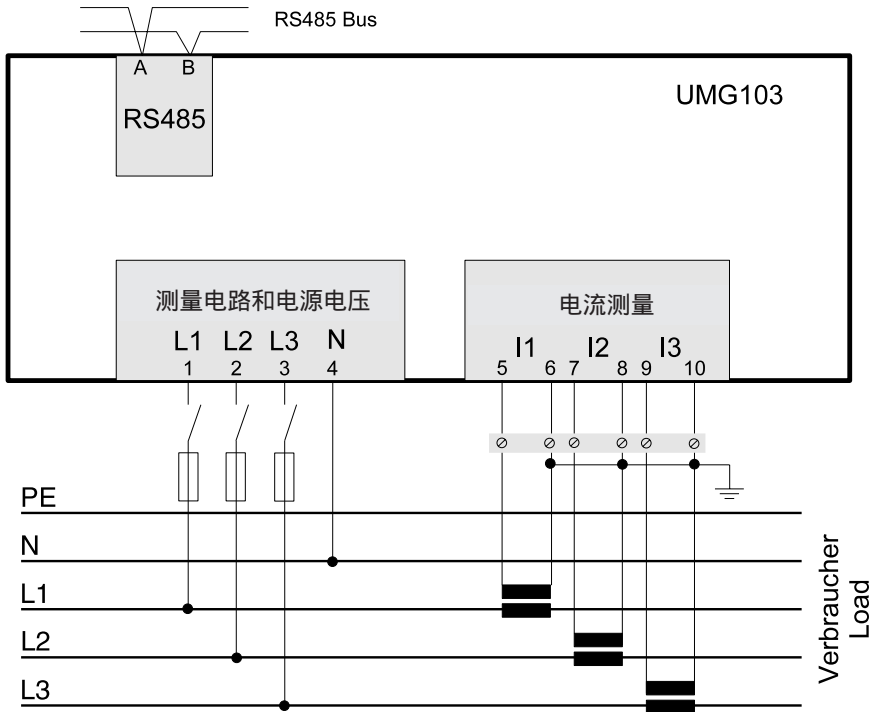 RS485 Bus
A B
RS485
UMG103
测量电路和电源电压
L1 L2 L3 N
1 2 3 4
电流测量
I1 I2 I3
5 6 7 8 9 10
PE
N
L1
L2
L3
Verbraucher
Load